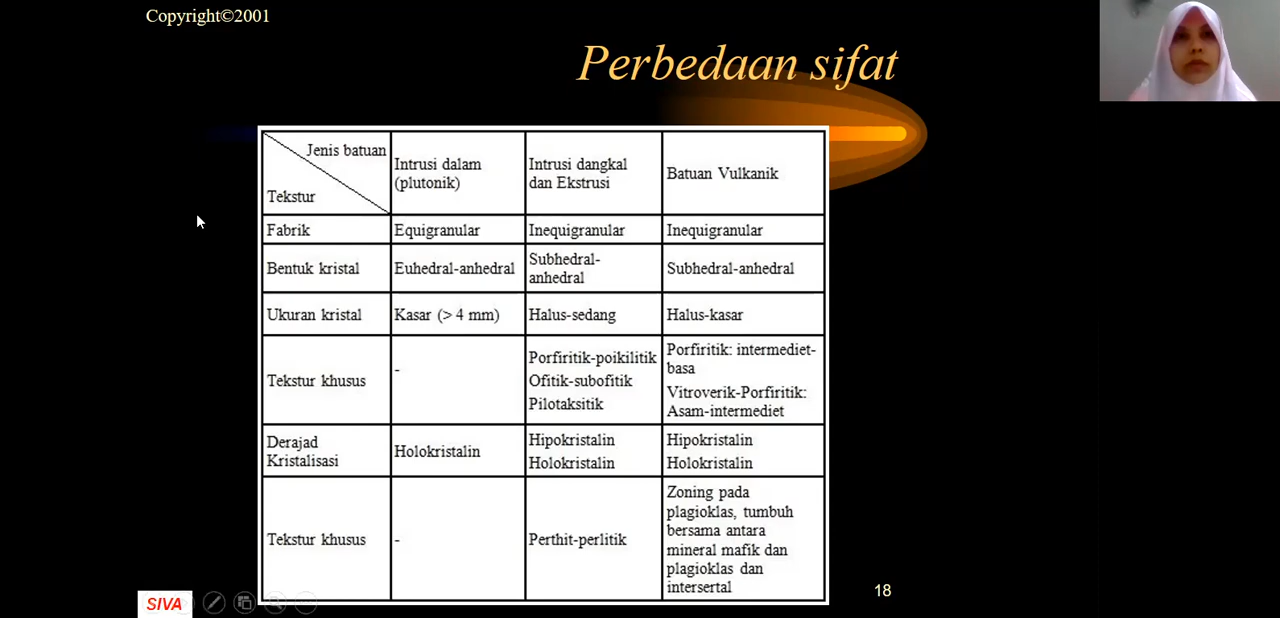 Copyright©2001
Perbedaan sifat
Jenis batuan
Tekstur
Intrusi dalam
(plutonik)
Intrusi dangkal
dan Ekstrusi
Batuan Vulkanik
Fabrik
Equigranular
Inequigranular
Inequigranular
Bentuk kristal
Euhedral-anhedral
Subhedral-
anhedral
Subhedral-anhedral
Ukuran kristal
Kasar (> 4 mm)
Halus-sedang
Halus-kasar
Tekstur khusus
-
Porfiritik-poikilitik
Ofitik-subofitik
Pilotaksitik
Porfiritik: intermediet-
basa
Vitroverik-Porfiritik:
Asam-intermediet
Derajad
Kristalisasi
Holokristalin
Hipokristalin
Holokristalin
Hipokristalin
Holokristalin
Tekstur khusus
-
Perthit-perlitik
Zoning pada
plagioklas, tumbuh
bersama antara
mineral mafik dan
plagioklas dan
intersertal
SIVA
18